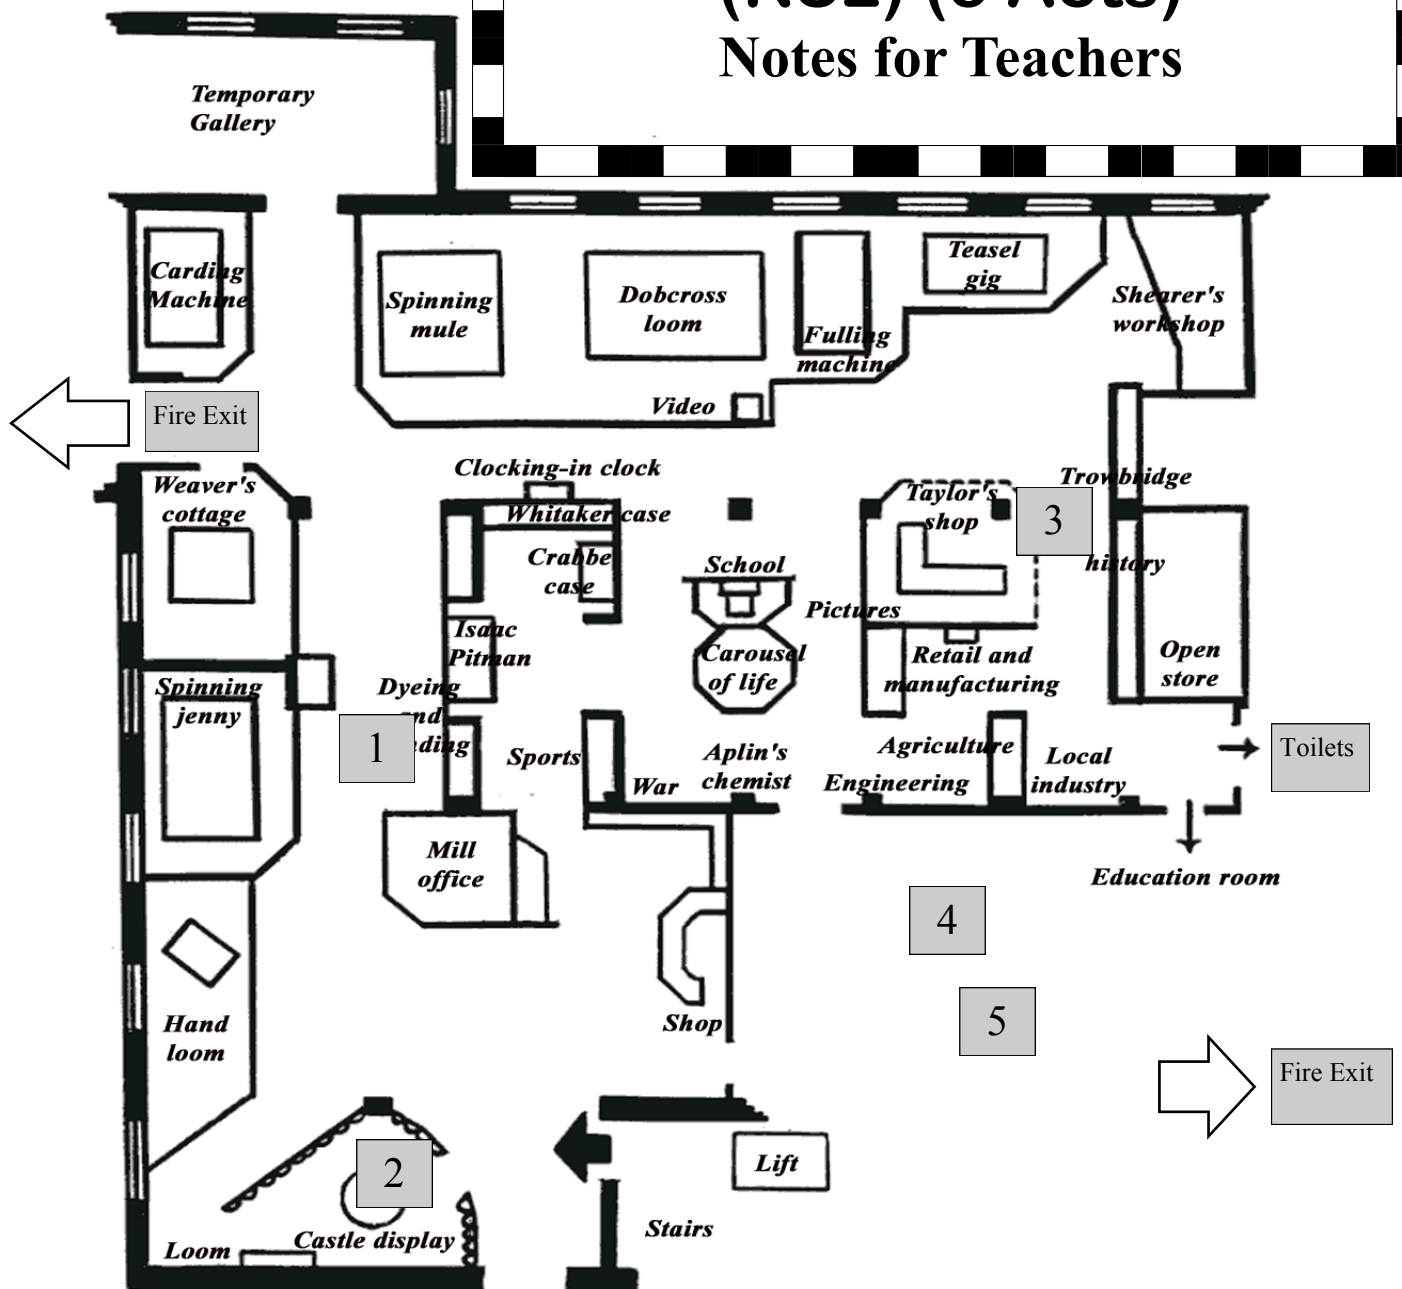 Notes for Teachers
Temporary
Gallery
Carding
Machine
Spinning
mule
Dobcross
loom
Fulling
machine
Teasel
gig
Shearer's
workshop
Video
Fire Exit
Clocking-in clock
Weaver's
cottage
Whitaker case
Crabbe
case
School
Taylor's
shop
Trowbridge
3
history
Pictures
Isaac
Pitman
Carousel
of life
Retail and
manufacturing
Open
store
Spinning
jenny
Dyeing
and
1
Sports
War
Aplin's
chemist
Agriculture
Engineering
Local
industry
Toilets
Mill
office
Education room
4
5
Hand
loom
Shop
Fire Exit
2
Lift
Stairs
Castle display
Loom